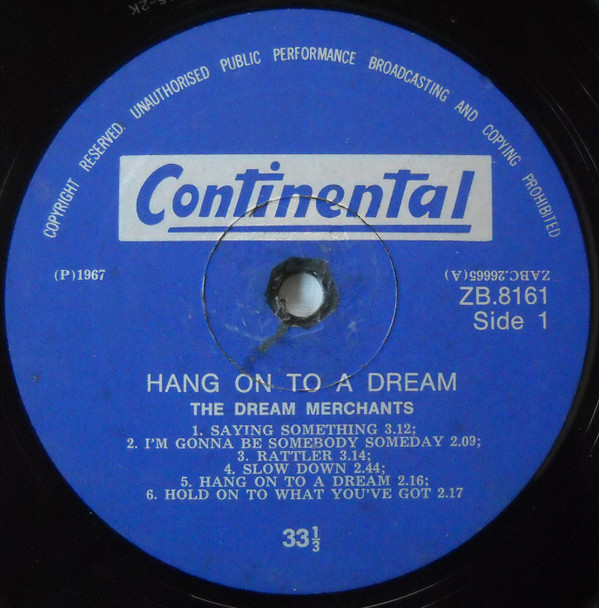 COPYRIGHT RESERVED. UNAUTHORISED PUBLIC PERFORMANCE BROADCASTING AND COPYING PROHIBITED
Continental
(P)1967
ZABC.26665(A)
ZB.8161
Side 1
HANG ON TO A DREAM
THE DREAM MERCHANTS
1. SAYING SOMETHING 3.12;
2. I'M GONNA BE SOMEBODY SOMEDAY 2.09;
3. RATTLER 3.14;
4. SLOW DOWN 2.44;
5. HANG ON TO A DREAM 2.16;
6. HOLD ON TO WHAT YOU'VE GOT 2.17
33⅓